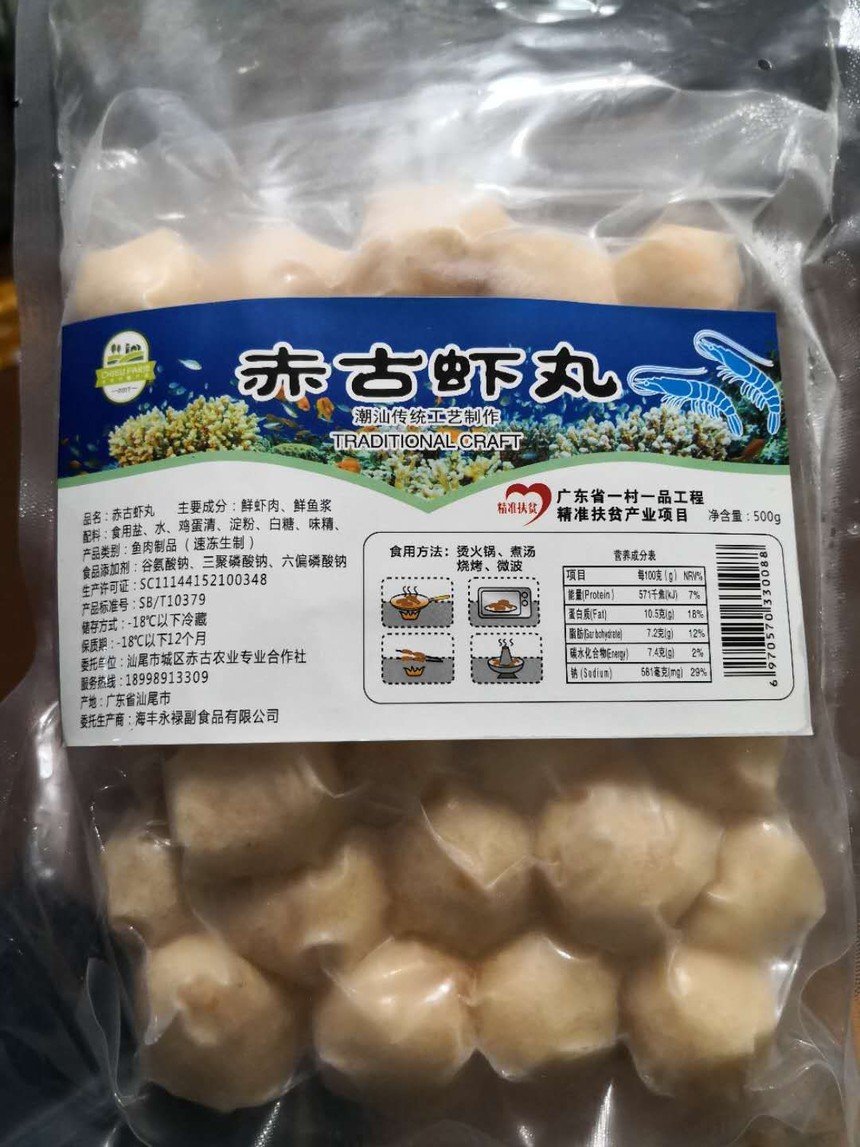 CHIGU FARM
赤古虾丸
潮汕传统工艺制作
TRADITIONAL CRAFT
品名：赤古虾丸 主要成分：鲜虾肉、鲜鱼浆
配料：食用盐、水、鸡蛋清、淀粉、白糖、味精、
产品类别：鱼肉制品（速冻生制）
食品添加剂：谷氨酸钠、三聚磷酸钠、六偏磷酸钠
生产许可证：SC11144152100348
产品标准号：SB/T10379
储存方式：-18℃以下冷藏
保质期：-18℃以下12个月
委托单位：汕尾市城区赤古农业专业合作社
服务热线：18998913309
产地：广东省汕尾市
委托生产商：海丰永禄副食品有限公司
精准扶贫
广东省一村一品工程
精准扶贫产业项目 净含量：500g
食用方法：烫火锅、煮汤
烧烤、微波
营养成分表
项目 每100克(g) NRV%
能量(Protein) 571千焦(kJ) 7%
蛋白质(Fat) 10.5克(g) 18%
脂肪(Carbohydrate) 7.2克(g) 12%
碳水化合物(Energy) 7.4克(g) 2%
钠(Sodium) 581毫克(mg) 29%
6970570330088